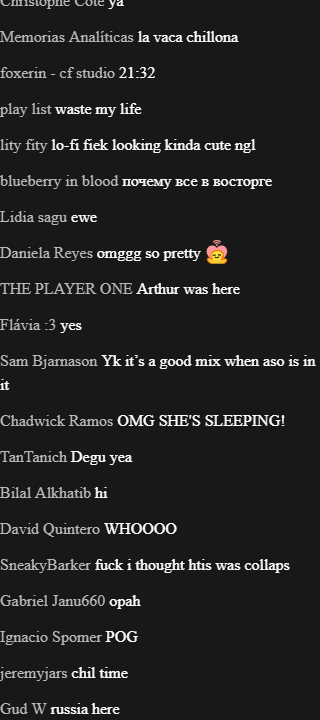 Christophe Côté ya
Memorias Analíticas la vaca chillona
foxerin - cf studio 21:32
play list waste my life
lity fity lo-fi fiek looking kinda cute ngl
blueberry in blood почему все в восторге
Lidia sagu ewe
Daniela Reyes omggg so pretty
THE PLAYER ONE Arthur was here
Flávia :3 yes
Sam Bjarnason Yk it’s a good mix when aso is in
it
Chadwick Ramos OMG SHE'S SLEEPING!
TanTanich Degu yea
Bilal Alkhatib hi
David Quintero WHOOOO
SneakyBarker fuck i thought htis was collaps
Gabriel Janu660 opah
Ignacio Spomer POG
jeremyjars chil time
Gud W russia here